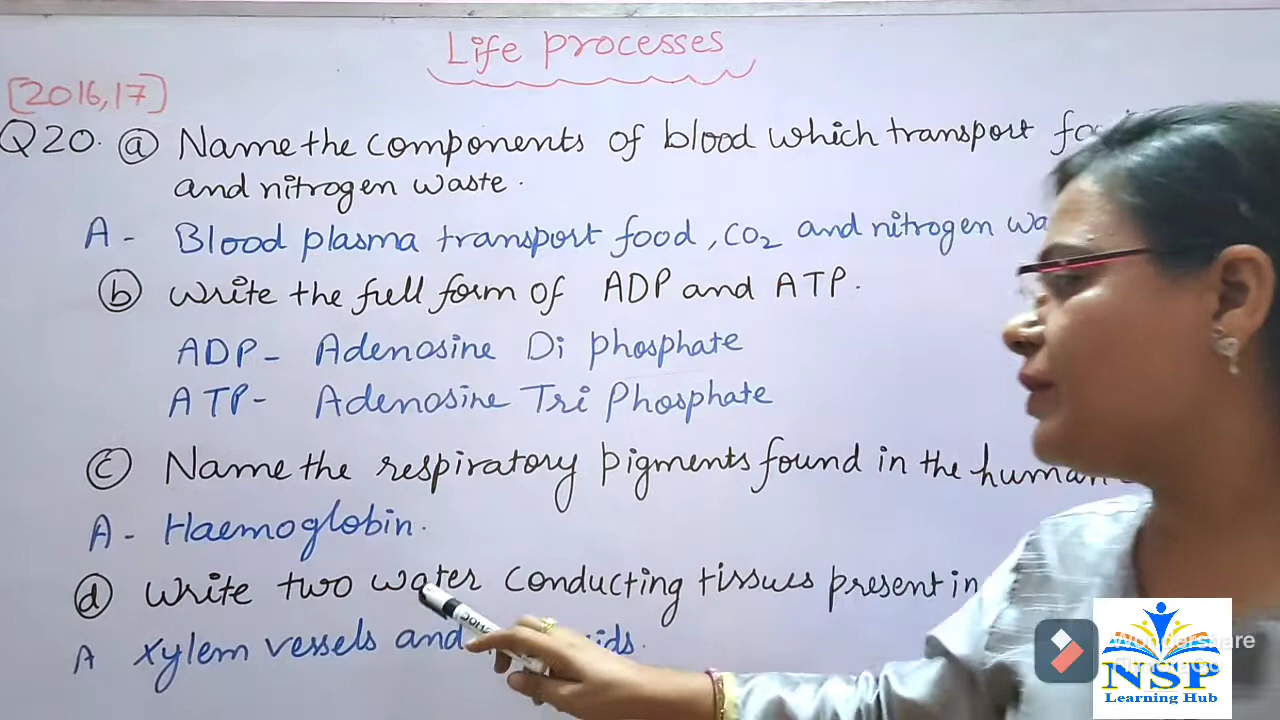 Life processes
[2016,17]
Q20. (a) Name the components of blood which transport
and nitrogen waste.
A - Blood plasma transport food, CO2 and nitrogen
(b) Write the full form of ADP and ATP.
ADP - Adenosine Di phosphate
ATP - Adenosine Tri Phosphate
(c) Name the respiratory pigments found in the human
A - Haemoglobin.
(d) Write two water conducting tissues present in
A Xylem vessels and
Wondershare
NSP
Learning Hub